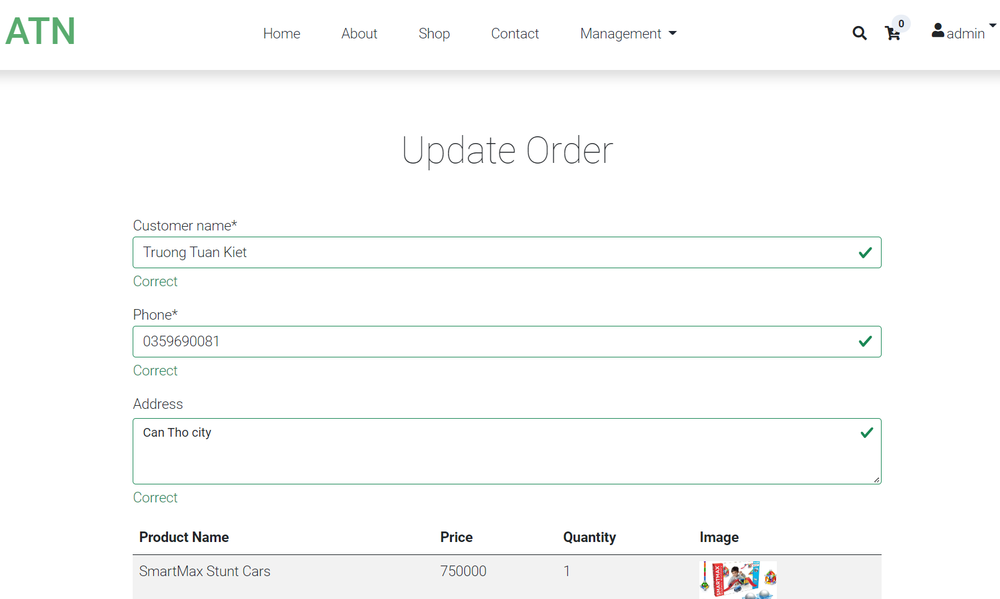 ATN
Home About Shop Contact Management 0 admin
Update Order
Customer name*
Truong Tuan Kiet
Correct
Phone*
0359690081
Correct
Address
Can Tho city
Correct
Product Name Price Quantity Image
SmartMax Stunt Cars 750000 1
SMARTMAX